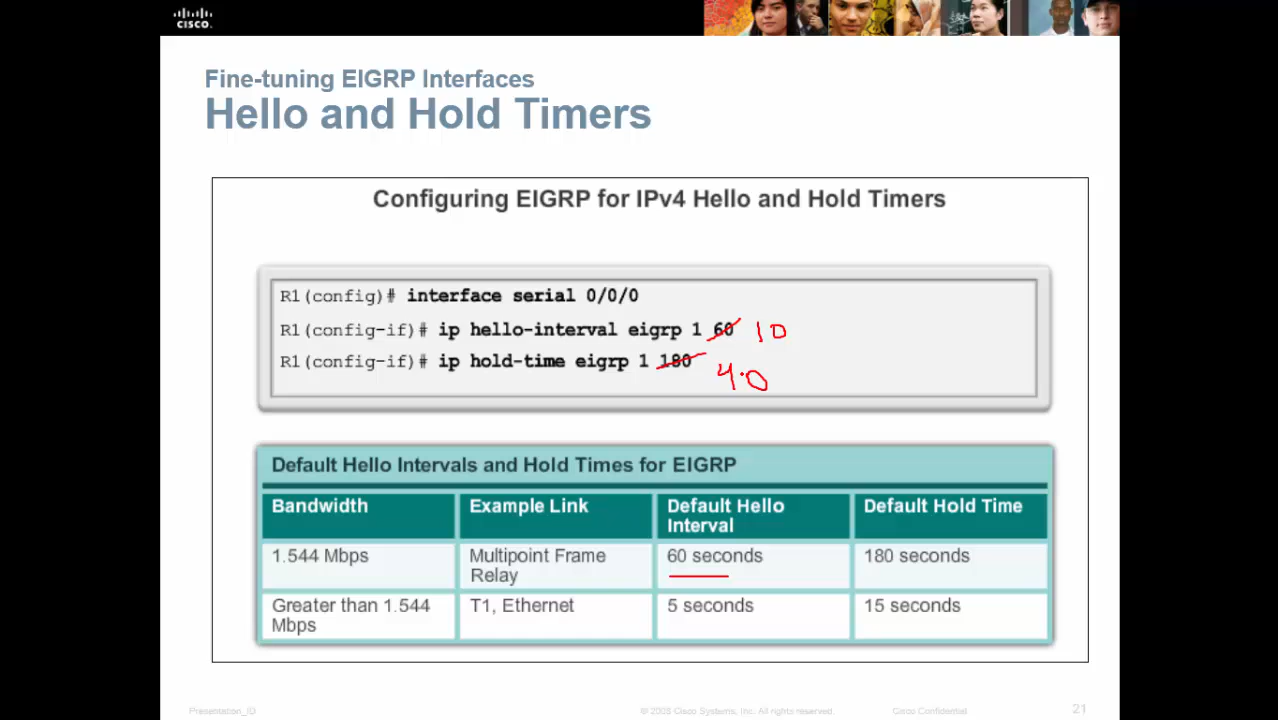 CISCO.
Fine-tuning EIGRP Interfaces
Hello and Hold Timers
Configuring EIGRP for IPv4 Hello and Hold Timers
R1(config)# interface serial 0/0/0
R1(config-if)# ip hello-interval eigrp 1 60 10
R1(config-if)# ip hold-time eigrp 1 180
40
Default Hello Intervals and Hold Times for EIGRP
Bandwidth Example Link Default Hello Default Hold Time
Interval
1.544 Mbps Multipoint Frame 60 seconds 180 seconds
Relay
Greater than 1.544 T1, Ethernet 5 seconds 15 seconds
Mbps
Presentation_ID © 2008 Cisco Systems, Inc. All rights reserved. Cisco Confidential 21